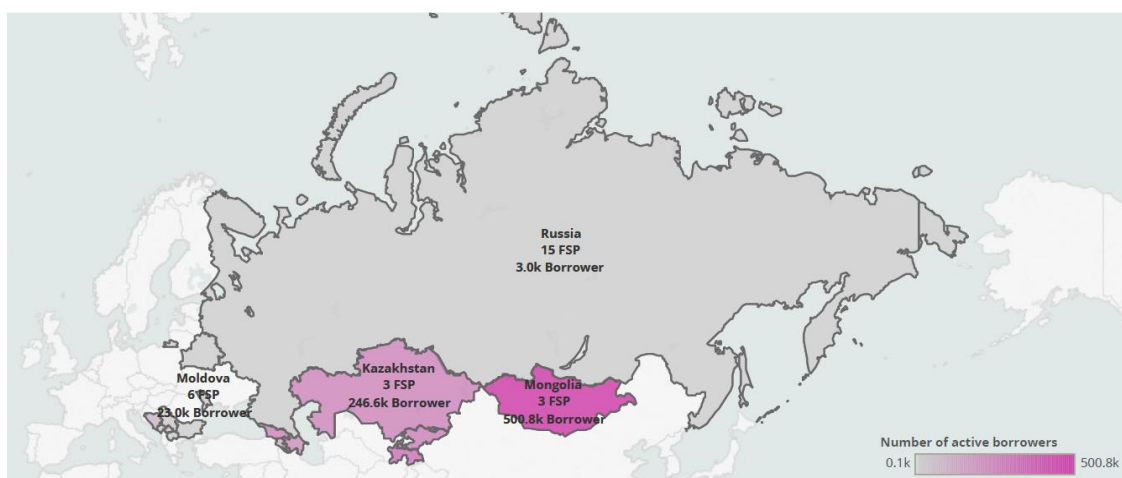 Russia
15 FSP
3.0k Borrower
Kazakhstan
3 FSP
246.6k Borrower
Mongolia
3 FSP
500.8k Borrower
Moldova
6 FSP
23.0k Borrower
Number of active borrowers
0.1k 500.8k